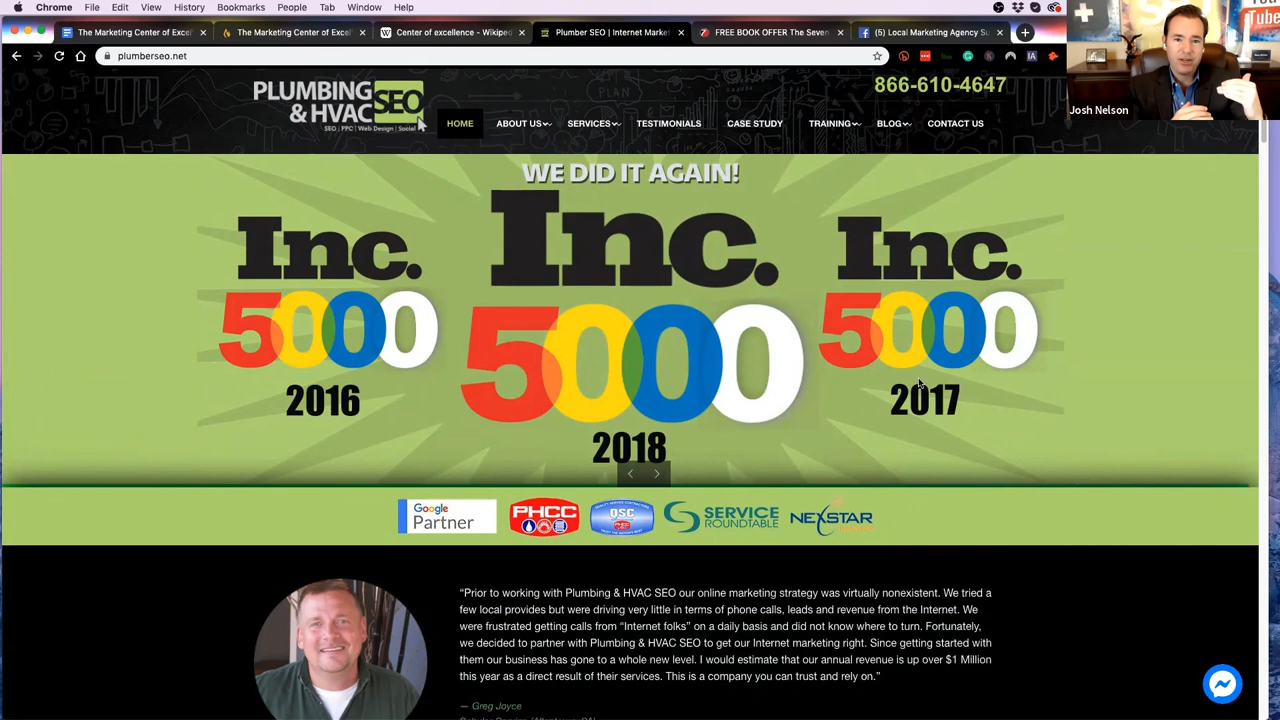 Chrome File Edit View History Bookmarks People Tab Window Help
The Marketing Center of Excel
The Marketing Center of Excel
Center of excellence - Wikiped
Plumber SEO | Internet Market
FREE BOOK OFFER The Seven
(5) Local Marketing Agency Su
plumberseo.net
Josh Nelson
PLUMBING & HVAC SEO
SEO | PPC | Web Design | Social
866-610-4647
HOME ABOUT US SERVICES TESTIMONIALS CASE STUDY TRAINING BLOG CONTACT US
PLAN
WE DID IT AGAIN!
Inc. 5000 2016
Inc. 5000 2018
Inc. 5000 2017
Google Partner
PHCC
QSC
PHCC
SERVICE ROUNDTABLE
NEXSTAR
“Prior to working with Plumbing & HVAC SEO our online marketing strategy was virtually nonexistent. We tried a
few local provides but were driving very little in terms of phone calls, leads and revenue from the Internet. We
were frustrated getting calls from “Internet folks” on a daily basis and did not know where to turn. Fortunately,
we decided to partner with Plumbing & HVAC SEO to get our Internet marketing right. Since getting started with
them our business has gone to a whole new level. I would estimate that our annual revenue is up over $1 Million
this year as a direct result of their services. This is a company you can trust and rely on.”
— Greg Joyce